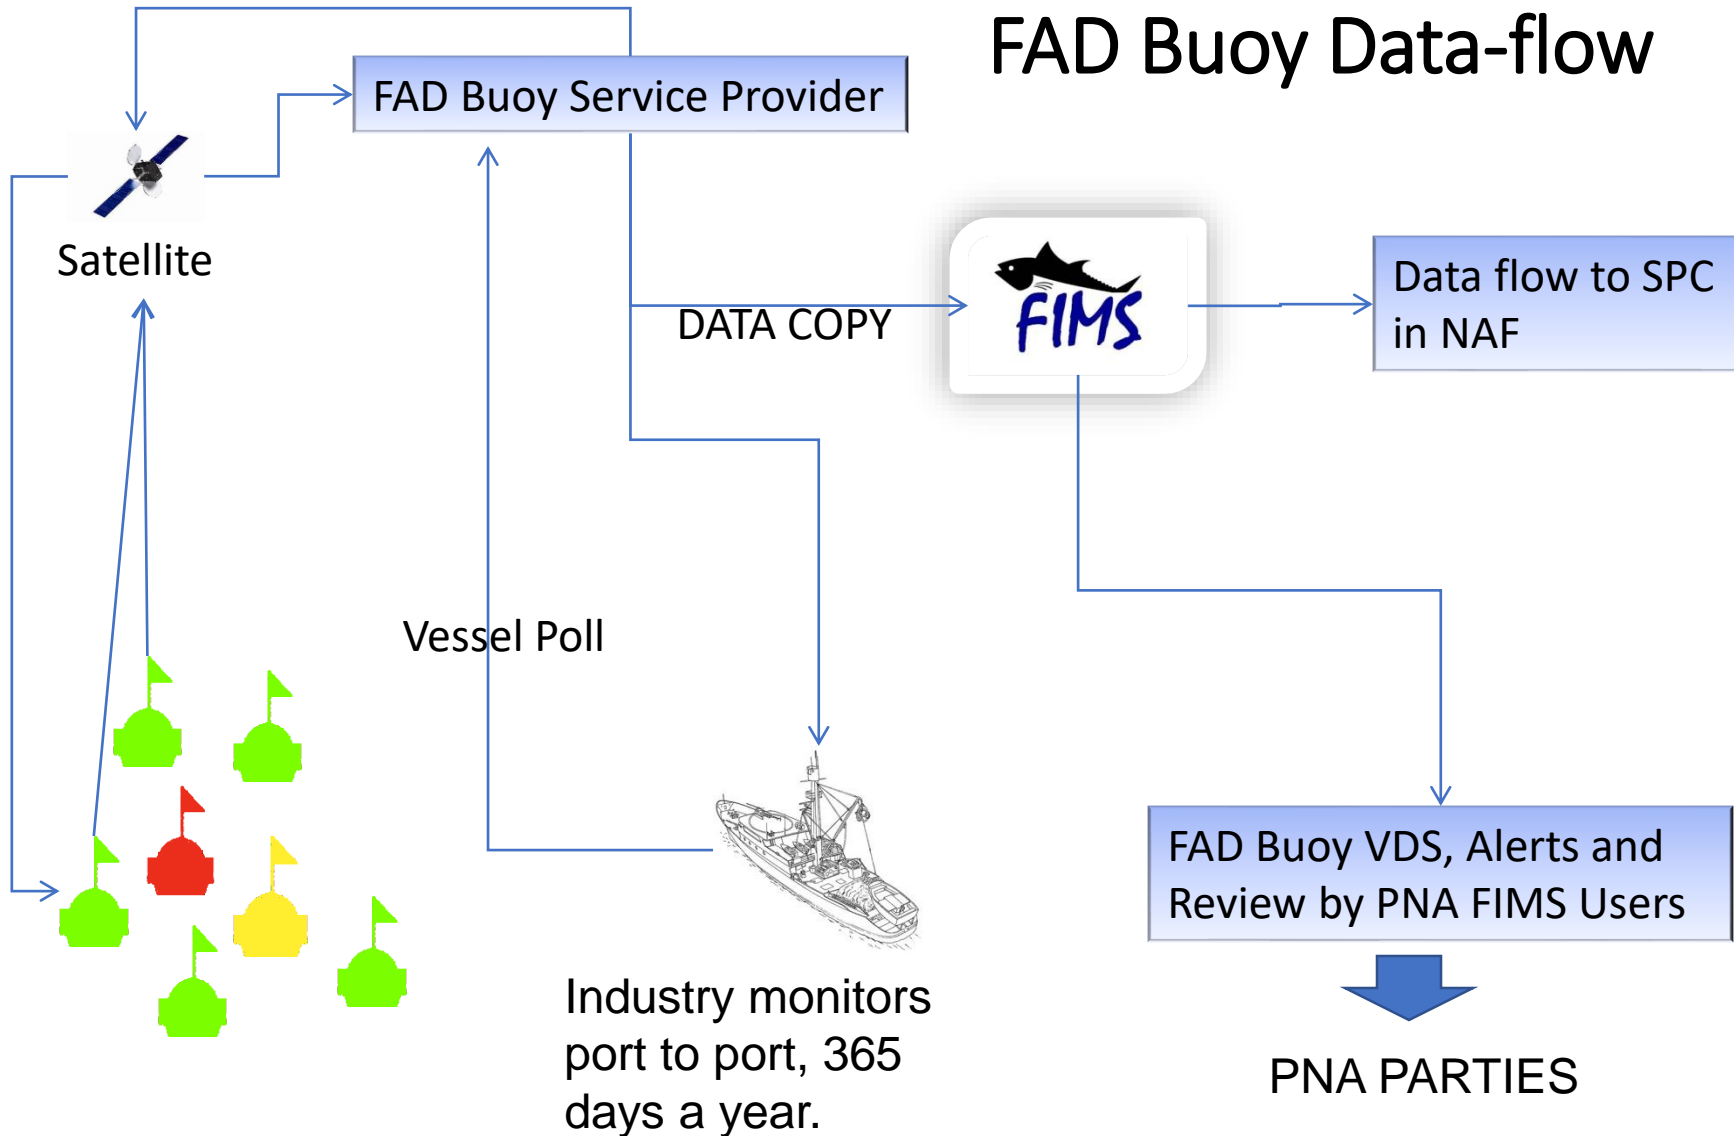 FAD Buoy Data-flow
FAD Buoy Service Provider
Satellite
DATA COPY
FIMS
Data flow to SPC
in NAF
Vessel Poll
FAD Buoy VDS, Alerts and
Review by PNA FIMS Users
Industry monitors
port to port, 365
days a year.
PNA PARTIES